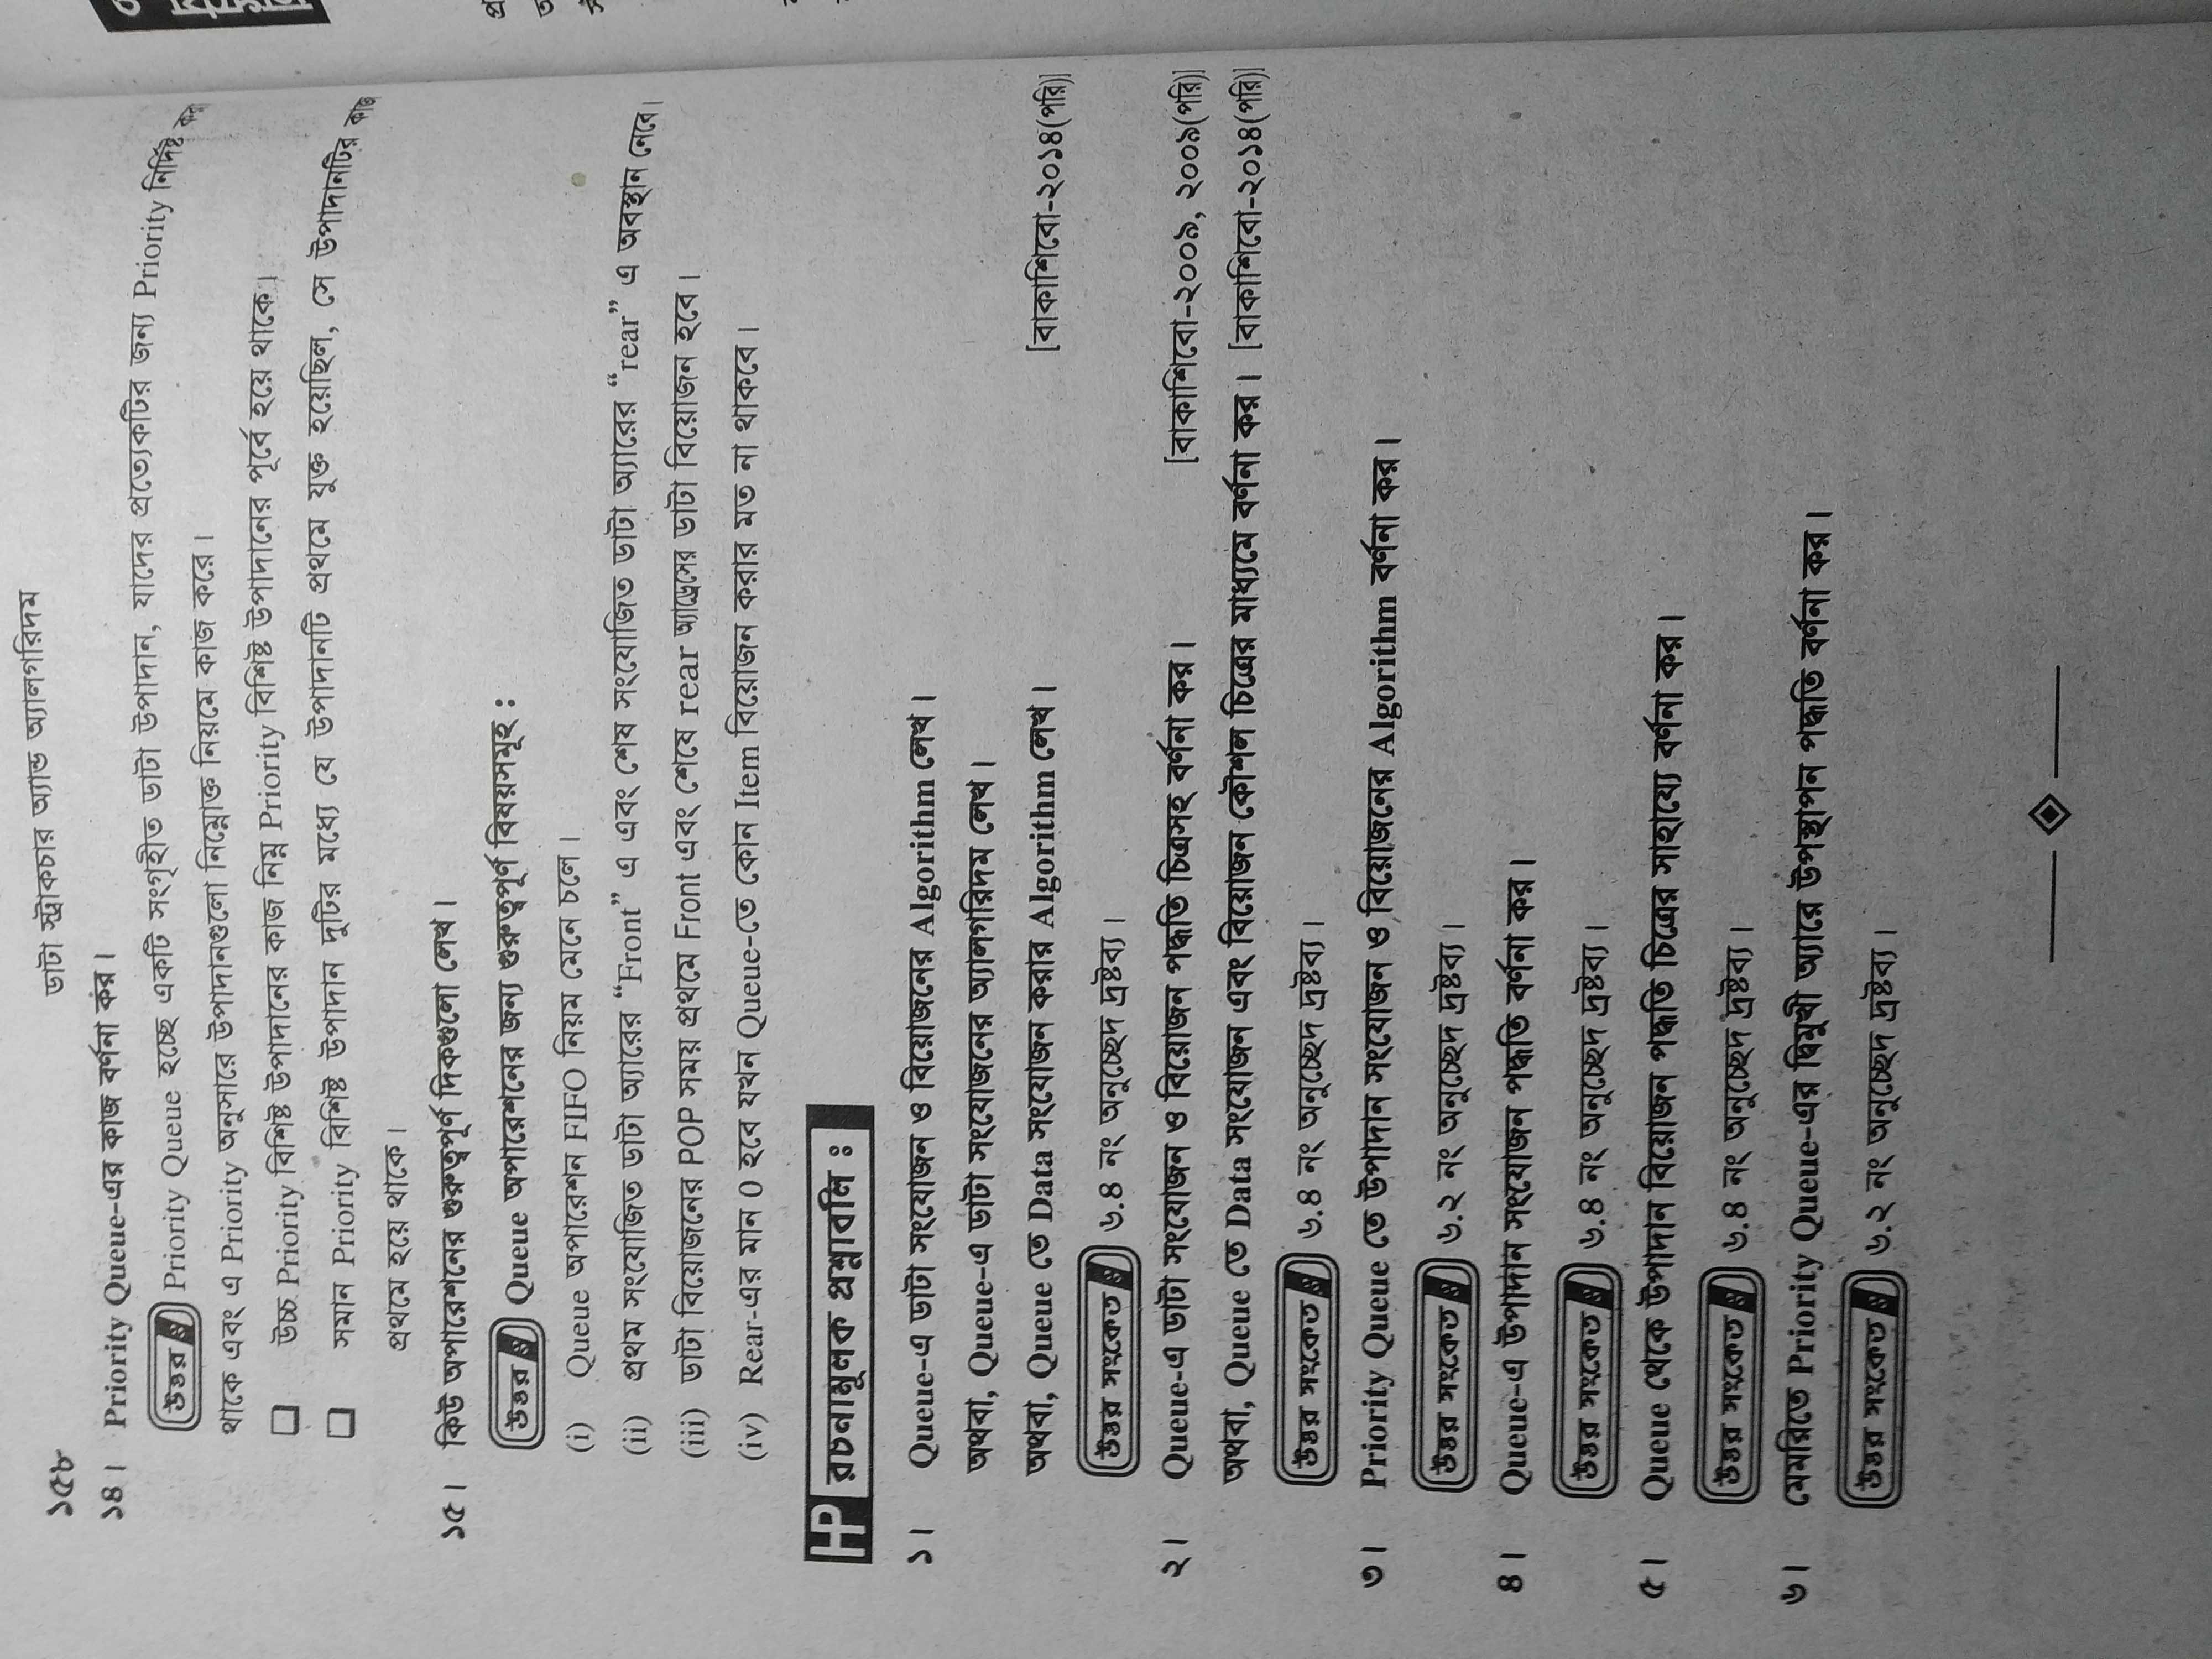 ১৫৮
ডাটা স্ট্রাকচার অ্যান্ড অ্যালগরিদম
১৪। Priority Queue-এর কাজ বর্ণনা কর।
উত্তর ঃ Priority Queue হচ্ছে একটি সংগৃহীত ডাটা উপাদান, যাদের প্রত্যেকটির জন্য Priority নির্দিষ্ট করা
থাকে এবং এ Priority অনুসারে উপাদানগুলো নিম্নোক্ত নিয়মে কাজ করে।
❑ উচ্চ Priority বিশিষ্ট উপাদানের কাজ নিম্ন Priority বিশিষ্ট উপাদানের পূর্বে হয়ে থাকে।
❑ সমান Priority বিশিষ্ট উপাদান দুটির মধ্যে যে উপাদানটি প্রথমে যুক্ত হয়েছিল, সে উপাদানটির কাজ
প্রথমে হয়ে থাকে।
১৫। কিউ অপারেশনের গুরুত্বপূর্ণ দিকগুলো লেখ।
উত্তর ঃ Queue অপারেশনের জন্য গুরুত্বপূর্ণ বিষয়সমূহ :
(i) Queue অপারেশন FIFO নিয়ম মেনে চলে।
(ii) প্রথম সংযোজিত ডাটা অ্যারের “Front” এ এবং শেষ সংযোজিত ডাটা অ্যারের “rear” এ অবস্থান নেবে।
(iii) ডাটা বিয়োজনের POP সময় প্রথমে Front এবং শেষে rear অ্যাড্রেসের ডাটা বিয়োজন হবে।
(iv) Rear-এর মান 0 হবে যখন Queue-তে কোন Item বিয়োজন করার মত না থাকবে।
HP রচনামূলক প্রশ্নাবলি ঃ
১। Queue-এ ডাটা সংযোজন ও বিয়োজনের Algorithm লেখ।
অথবা, Queue-এ ডাটা সংযোজনের অ্যালগরিদম লেখ।
অথবা, Queue তে Data সংযোজন করার Algorithm লেখ। [বাকাশিবো-২০১৪(পরি)]
উত্তর সংকেত ঃ ৬.৪ নং অনুচ্ছেদ দ্রষ্টব্য।
২। Queue-এ ডাটা সংযোজন ও বিয়োজন পদ্ধতি চিত্রসহ বর্ণনা কর। [বাকাশিবো-২০০৯, ২০০৯(পরি)]
অথবা, Queue তে Data সংযোজন এবং বিয়োজন কৌশল চিত্রের মাধ্যমে বর্ণনা কর। [বাকাশিবো-২০১৪(পরি)]
উত্তর সংকেত ঃ ৬.৪ নং অনুচ্ছেদ দ্রষ্টব্য।
৩। Priority Queue তে উপাদান সংযোজন ও বিয়োজনের Algorithm বর্ণনা কর।
উত্তর সংকেত ঃ ৬.২ নং অনুচ্ছেদ দ্রষ্টব্য।
৪। Queue-এ উপাদান সংযোজন পদ্ধতি বর্ণনা কর।
উত্তর সংকেত ঃ ৬.৪ নং অনুচ্ছেদ দ্রষ্টব্য।
৫। Queue থেকে উপাদান বিয়োজন পদ্ধতি চিত্রের সাহায্যে বর্ণনা কর।
উত্তর সংকেত ঃ ৬.৪ নং অনুচ্ছেদ দ্রষ্টব্য।
৬। মেমরিতে Priority Queue-এর দ্বিমুখী অ্যারে উপস্থাপন পদ্ধতি বর্ণনা কর।
উত্তর সংকেত ঃ ৬.২ নং অনুচ্ছেদ দ্রষ্টব্য।